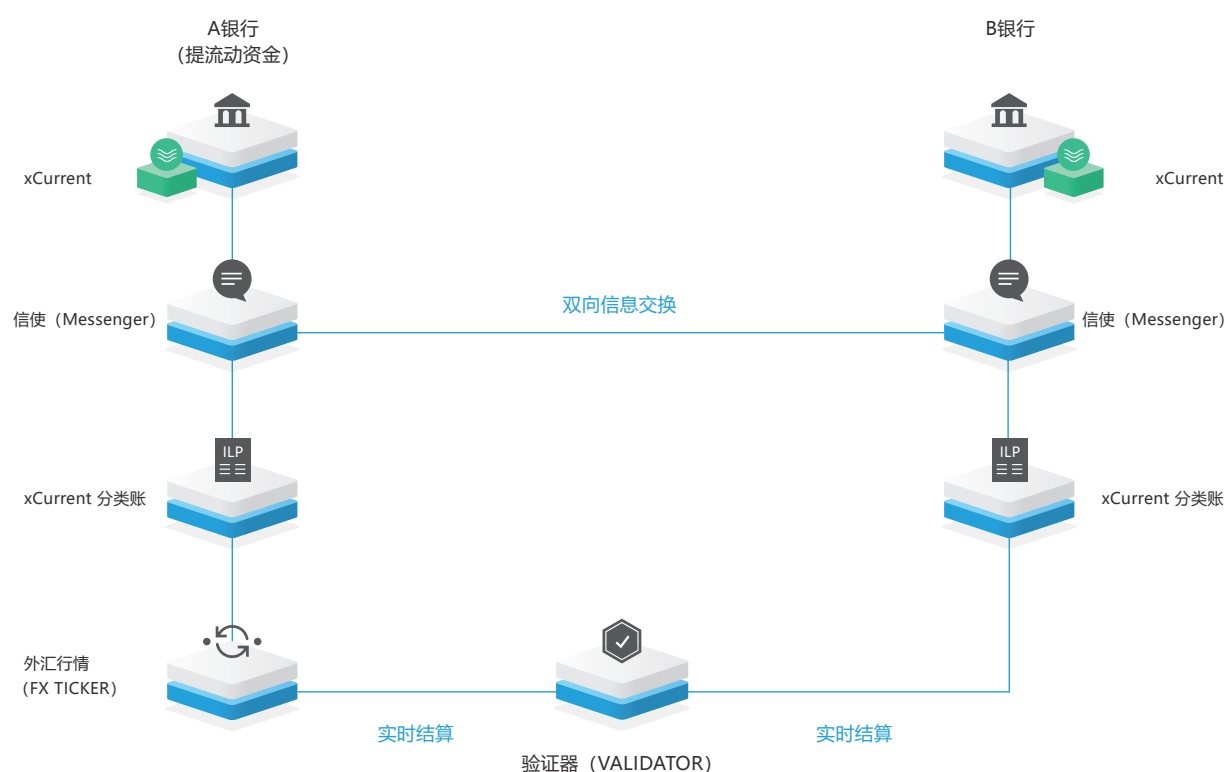 A银行
（提流动资金）
B银行
xCurrent
xCurrent
双向信息交换
信使（Messenger）
信使（Messenger）
ILP
ILP
xCurrent 分类账
xCurrent 分类账
外汇行情
（FX TICKER）
实时结算
实时结算
验证器（VALIDATOR）